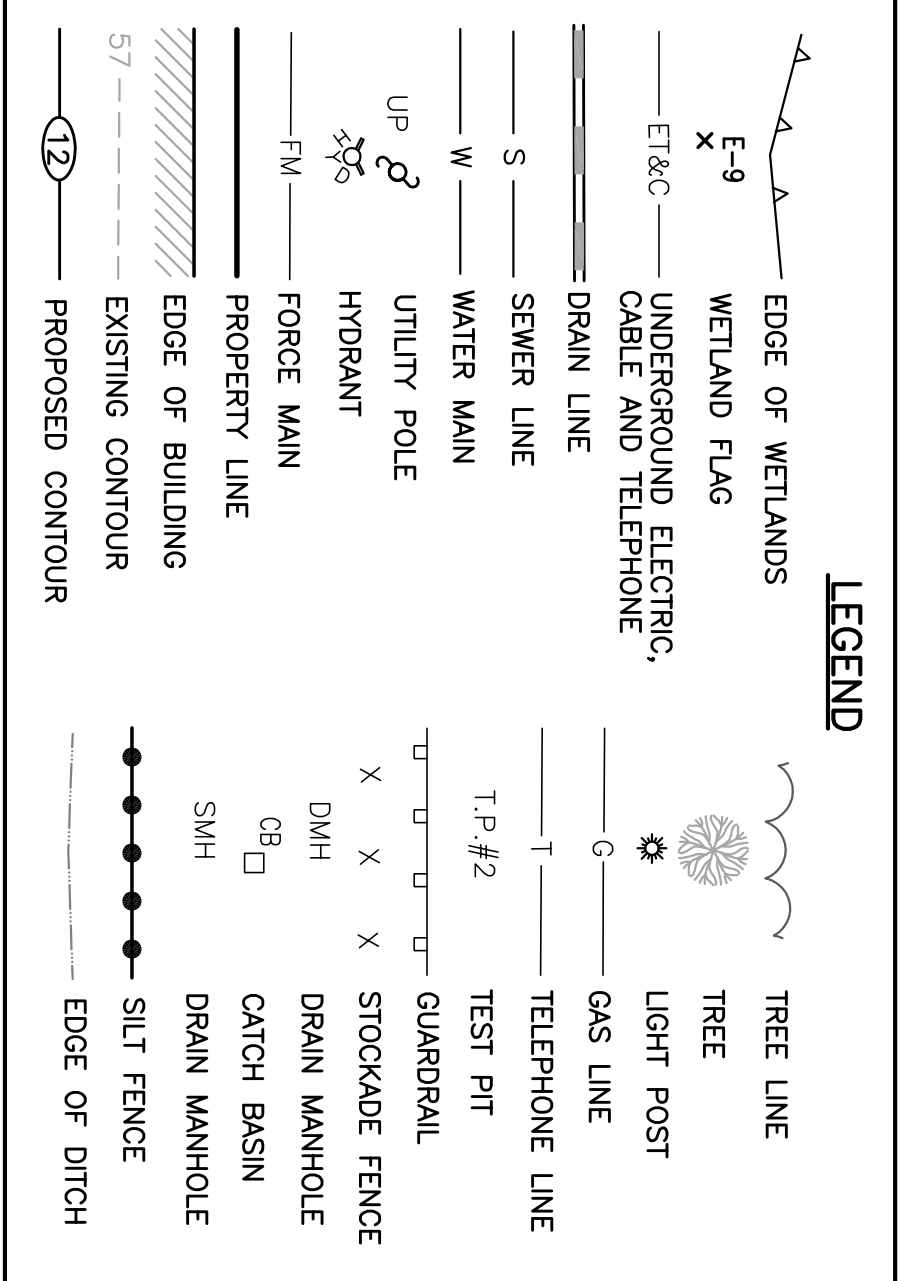 LEGEND
EDGE OF WETLANDS
E-9
WETLAND FLAG
ET&C
UNDERGROUND ELECTRIC,
CABLE AND TELEPHONE
DRAIN LINE
S
SEWER LINE
W
WATER MAIN
UP
UTILITY POLE
HYD
HYDRANT
FM
FORCE MAIN
PROPERTY LINE
EDGE OF BUILDING
57
EXISTING CONTOUR
12
PROPOSED CONTOUR
TREE LINE
TREE
LIGHT POST
G
GAS LINE
T
TELEPHONE LINE
T.P.#2
TEST PIT
GUARDRAIL
X X X
STOCKADE FENCE
DMH
DRAIN MANHOLE
CB
CATCH BASIN
SMH
DRAIN MANHOLE
SILT FENCE
EDGE OF DITCH